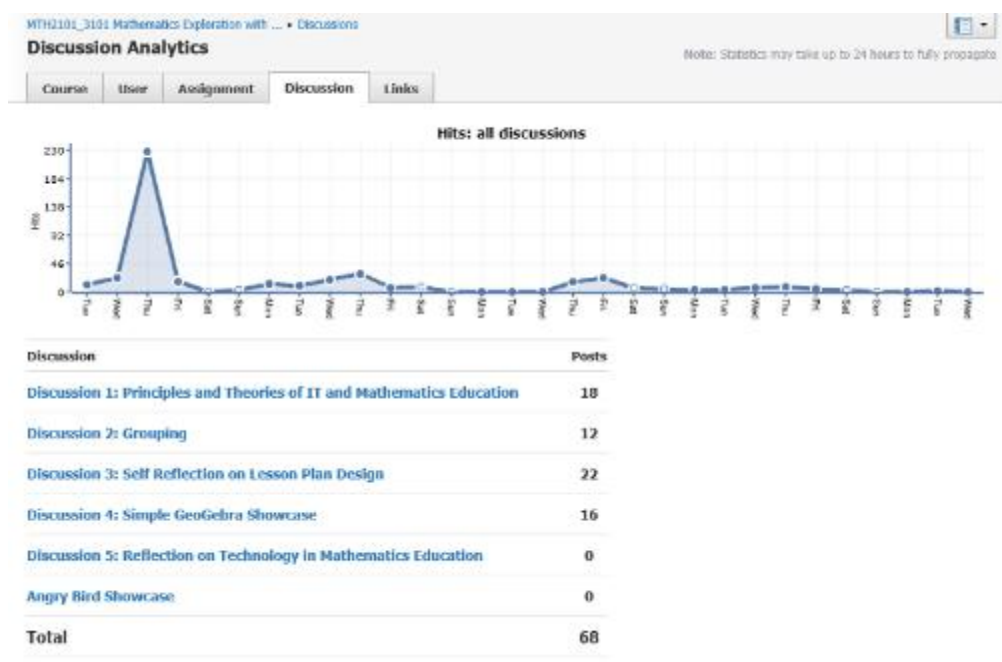 MTH2101_3101 Mathematics Exploration with ... • Discussions
Discussion Analytics
Note: Statistics may take up to 24 hours to fully propagate
Course User Assignment Discussion Links
Hits: all discussions
230
184
138
92
46
0
Hits
Tue Wed Thu Fri Sat Sun Mon Tue Wed Thu Fri Sat Sun Mon Tue Wed Thu Fri Sat Sun Mon Tue Wed Thu Fri Sat Sun Mon Tue Wed
Discussion Posts
Discussion 1: Principles and Theories of IT and Mathematics Education 18
Discussion 2: Grouping 12
Discussion 3: Self Reflection on Lesson Plan Design 22
Discussion 4: Simple GeoGebra Showcase 16
Discussion 5: Reflection on Technology in Mathematics Education 0
Angry Bird Showcase 0
Total 68